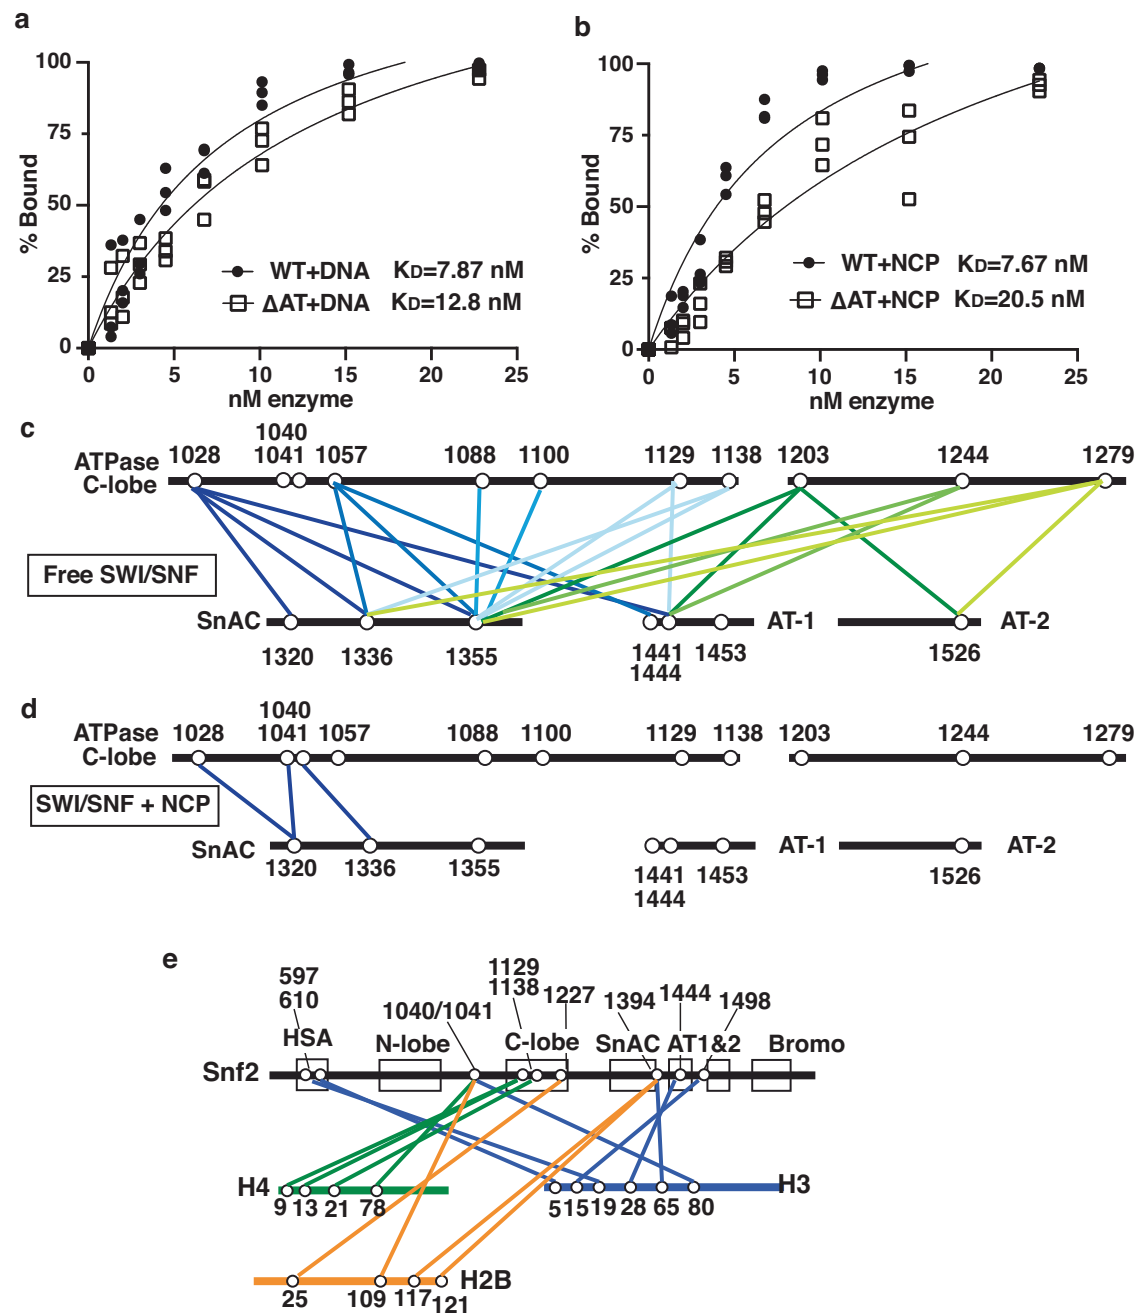 a
100
75
50
25
0
% Bound
WT+DNA KD=7.87 nM
ΔAT+DNA KD=12.8 nM
0 5 10 15 20 25
nM enzyme
b
100
75
50
25
0
% Bound
WT+NCP KD=7.67 nM
ΔAT+NCP KD=20.5 nM
0 5 10 15 20 25
nM enzyme
c
1040
1028 1041 1057 1088 1100 1129 1138 1203 1244 1279
ATPase
C-lobe
Free SWI/SNF
SnAC AT-1 AT-2
1320 1336 1355 1441 1453 1526
1444
d
1040
1028 1041 1057 1088 1100 1129 1138 1203 1244 1279
ATPase
C-lobe
SWI/SNF + NCP
SnAC AT-1 AT-2
1320 1336 1355 1441 1453 1526
1444
e
597
610
1040/1041
1129
1138
1227
1394
1444
1498
HSA N-lobe C-lobe SnAC AT1&2 Bromo
Snf2
H4 H3
9 13 21 78 5 15 19 28 65 80
H2B
25 109 117 121